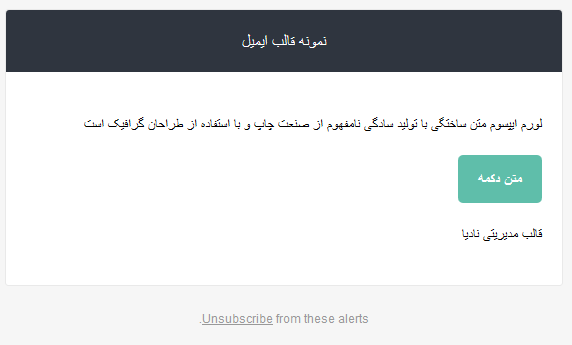 نمونه قالب ایمیل
لورم ایپسوم متن ساختگی با تولید سادگی نامفهوم از صنعت چاپ و با استفاده از طراحان گرافیک است
متن دکمه
قالب مدیریتی نادیا
Unsubscribe from these alerts.